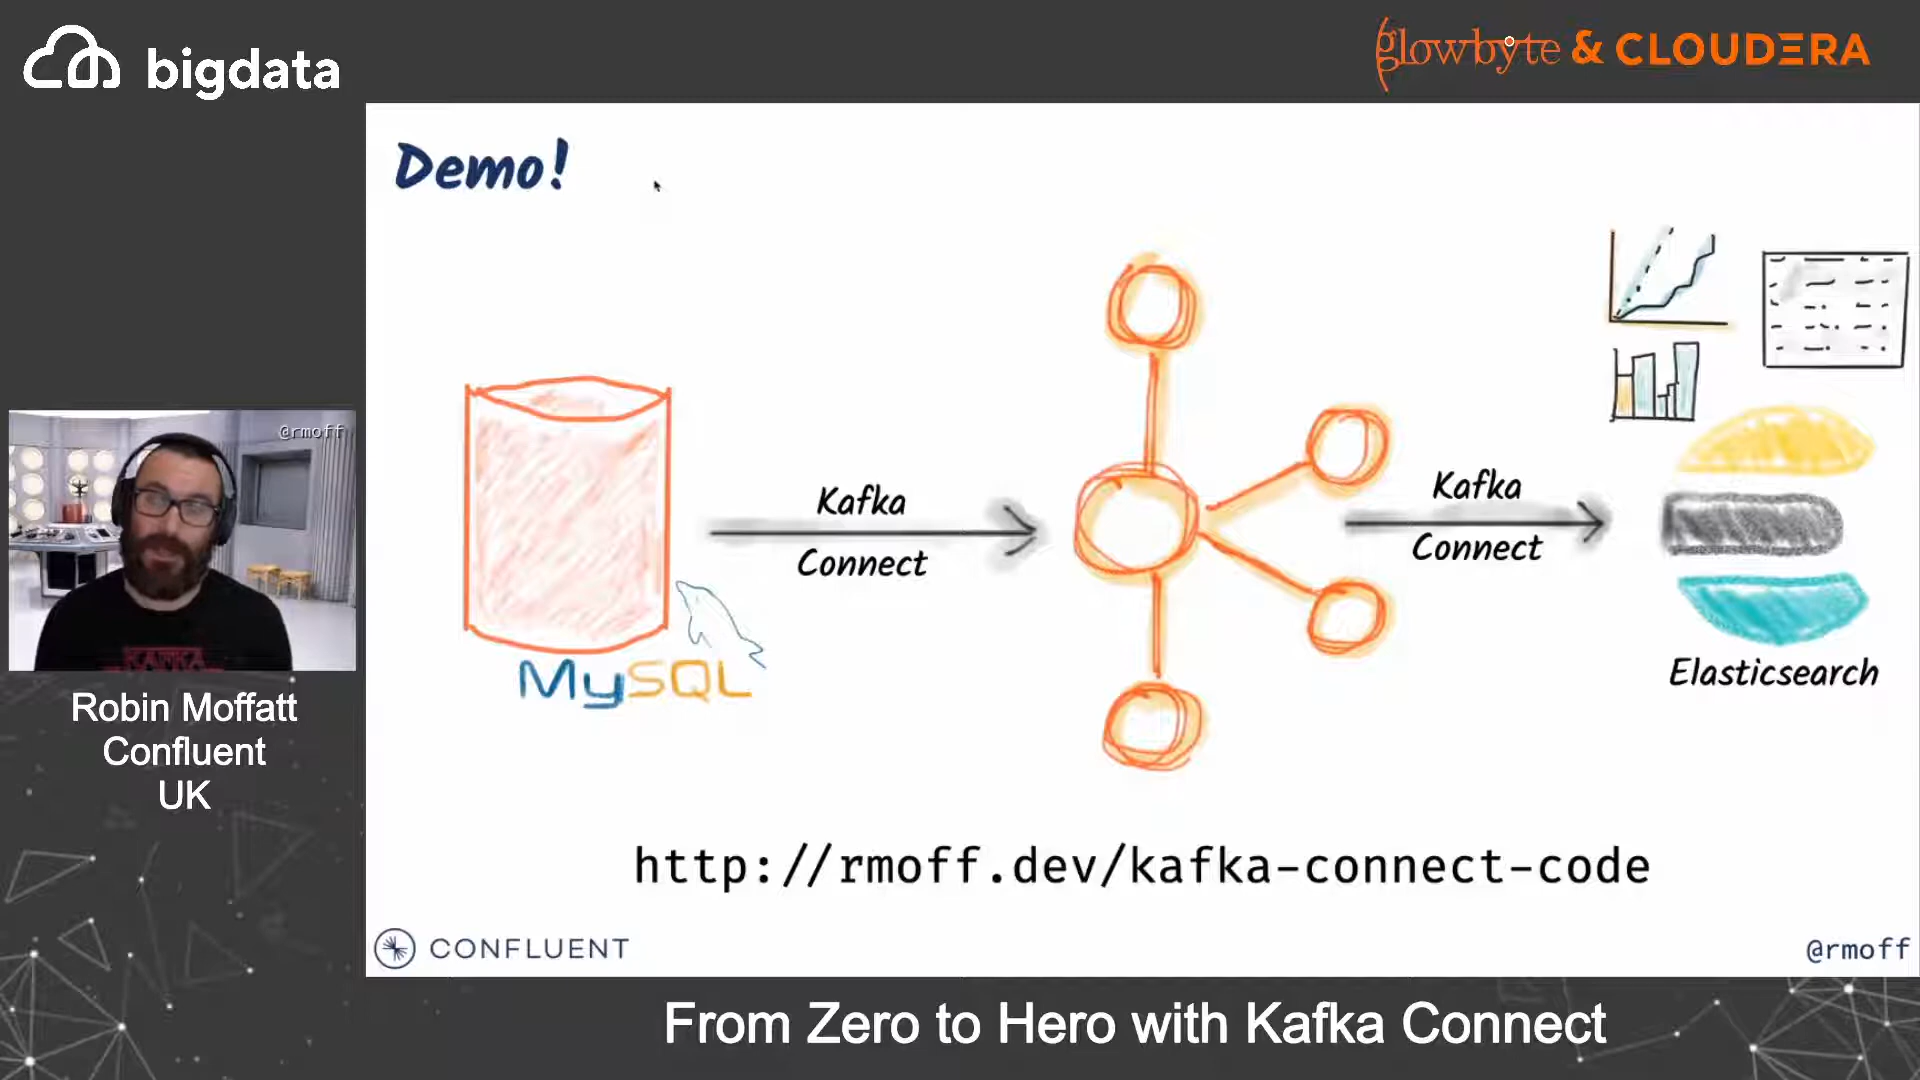 bigdata
glowbyte & CLOUDERA
Demo!
@rmoff
Kafka
Connect
Kafka
Connect
MySQL
Elasticsearch
Robin Moffatt
Confluent
UK
http://rmoff.dev/kafka-connect-code
CONFLUENT
@rmoff
From Zero to Hero with Kafka Connect